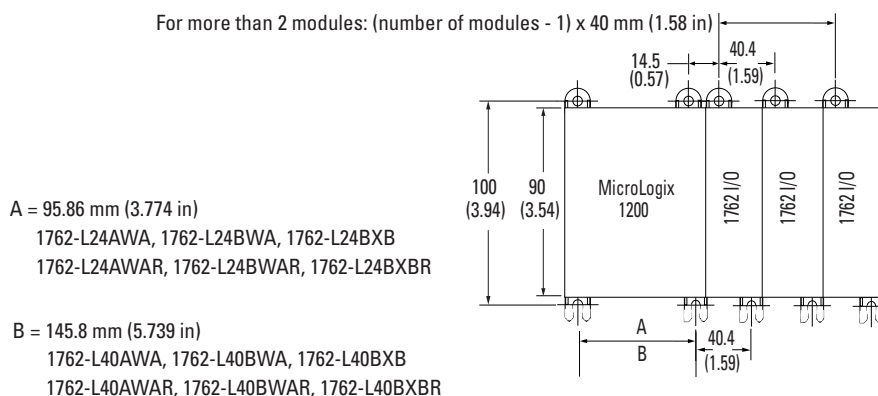 For more than 2 modules: (number of modules - 1) x 40 mm (1.58 in)
14.5
(0.57)
40.4
(1.59)
100
(3.94)
90
(3.54)
MicroLogix
1200
1762 I/O
1762 I/O
1762 I/O
A = 95.86 mm (3.774 in)
1762-L24AWA, 1762-L24BWA, 1762-L24BXB
1762-L24AWAR, 1762-L24BWAR, 1762-L24BXBR
B = 145.8 mm (5.739 in)
1762-L40AWA, 1762-L40BWA, 1762-L40BXB
1762-L40AWAR, 1762-L40BWAR, 1762-L40BXBR
A
B
40.4
(1.59)